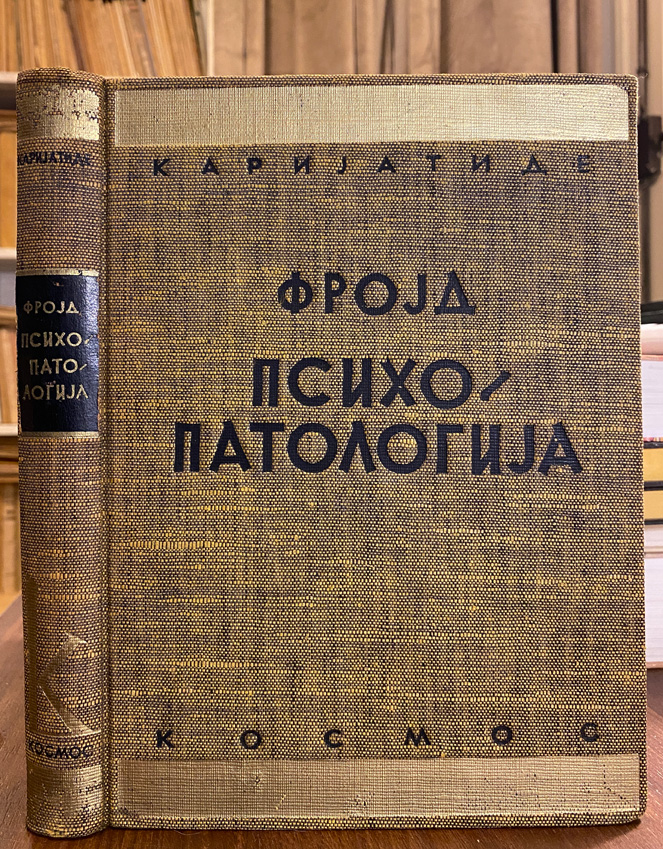 КАРИЈАТИДЕ
ФРОЈД
ПСИХО-
ПАТО-
ЛОГИЈА
КОСМОС
КАРИЈАТИДЕ
ФРОЈД
ПСИХО-
ПАТОЛОГИЈА
КОСМОС